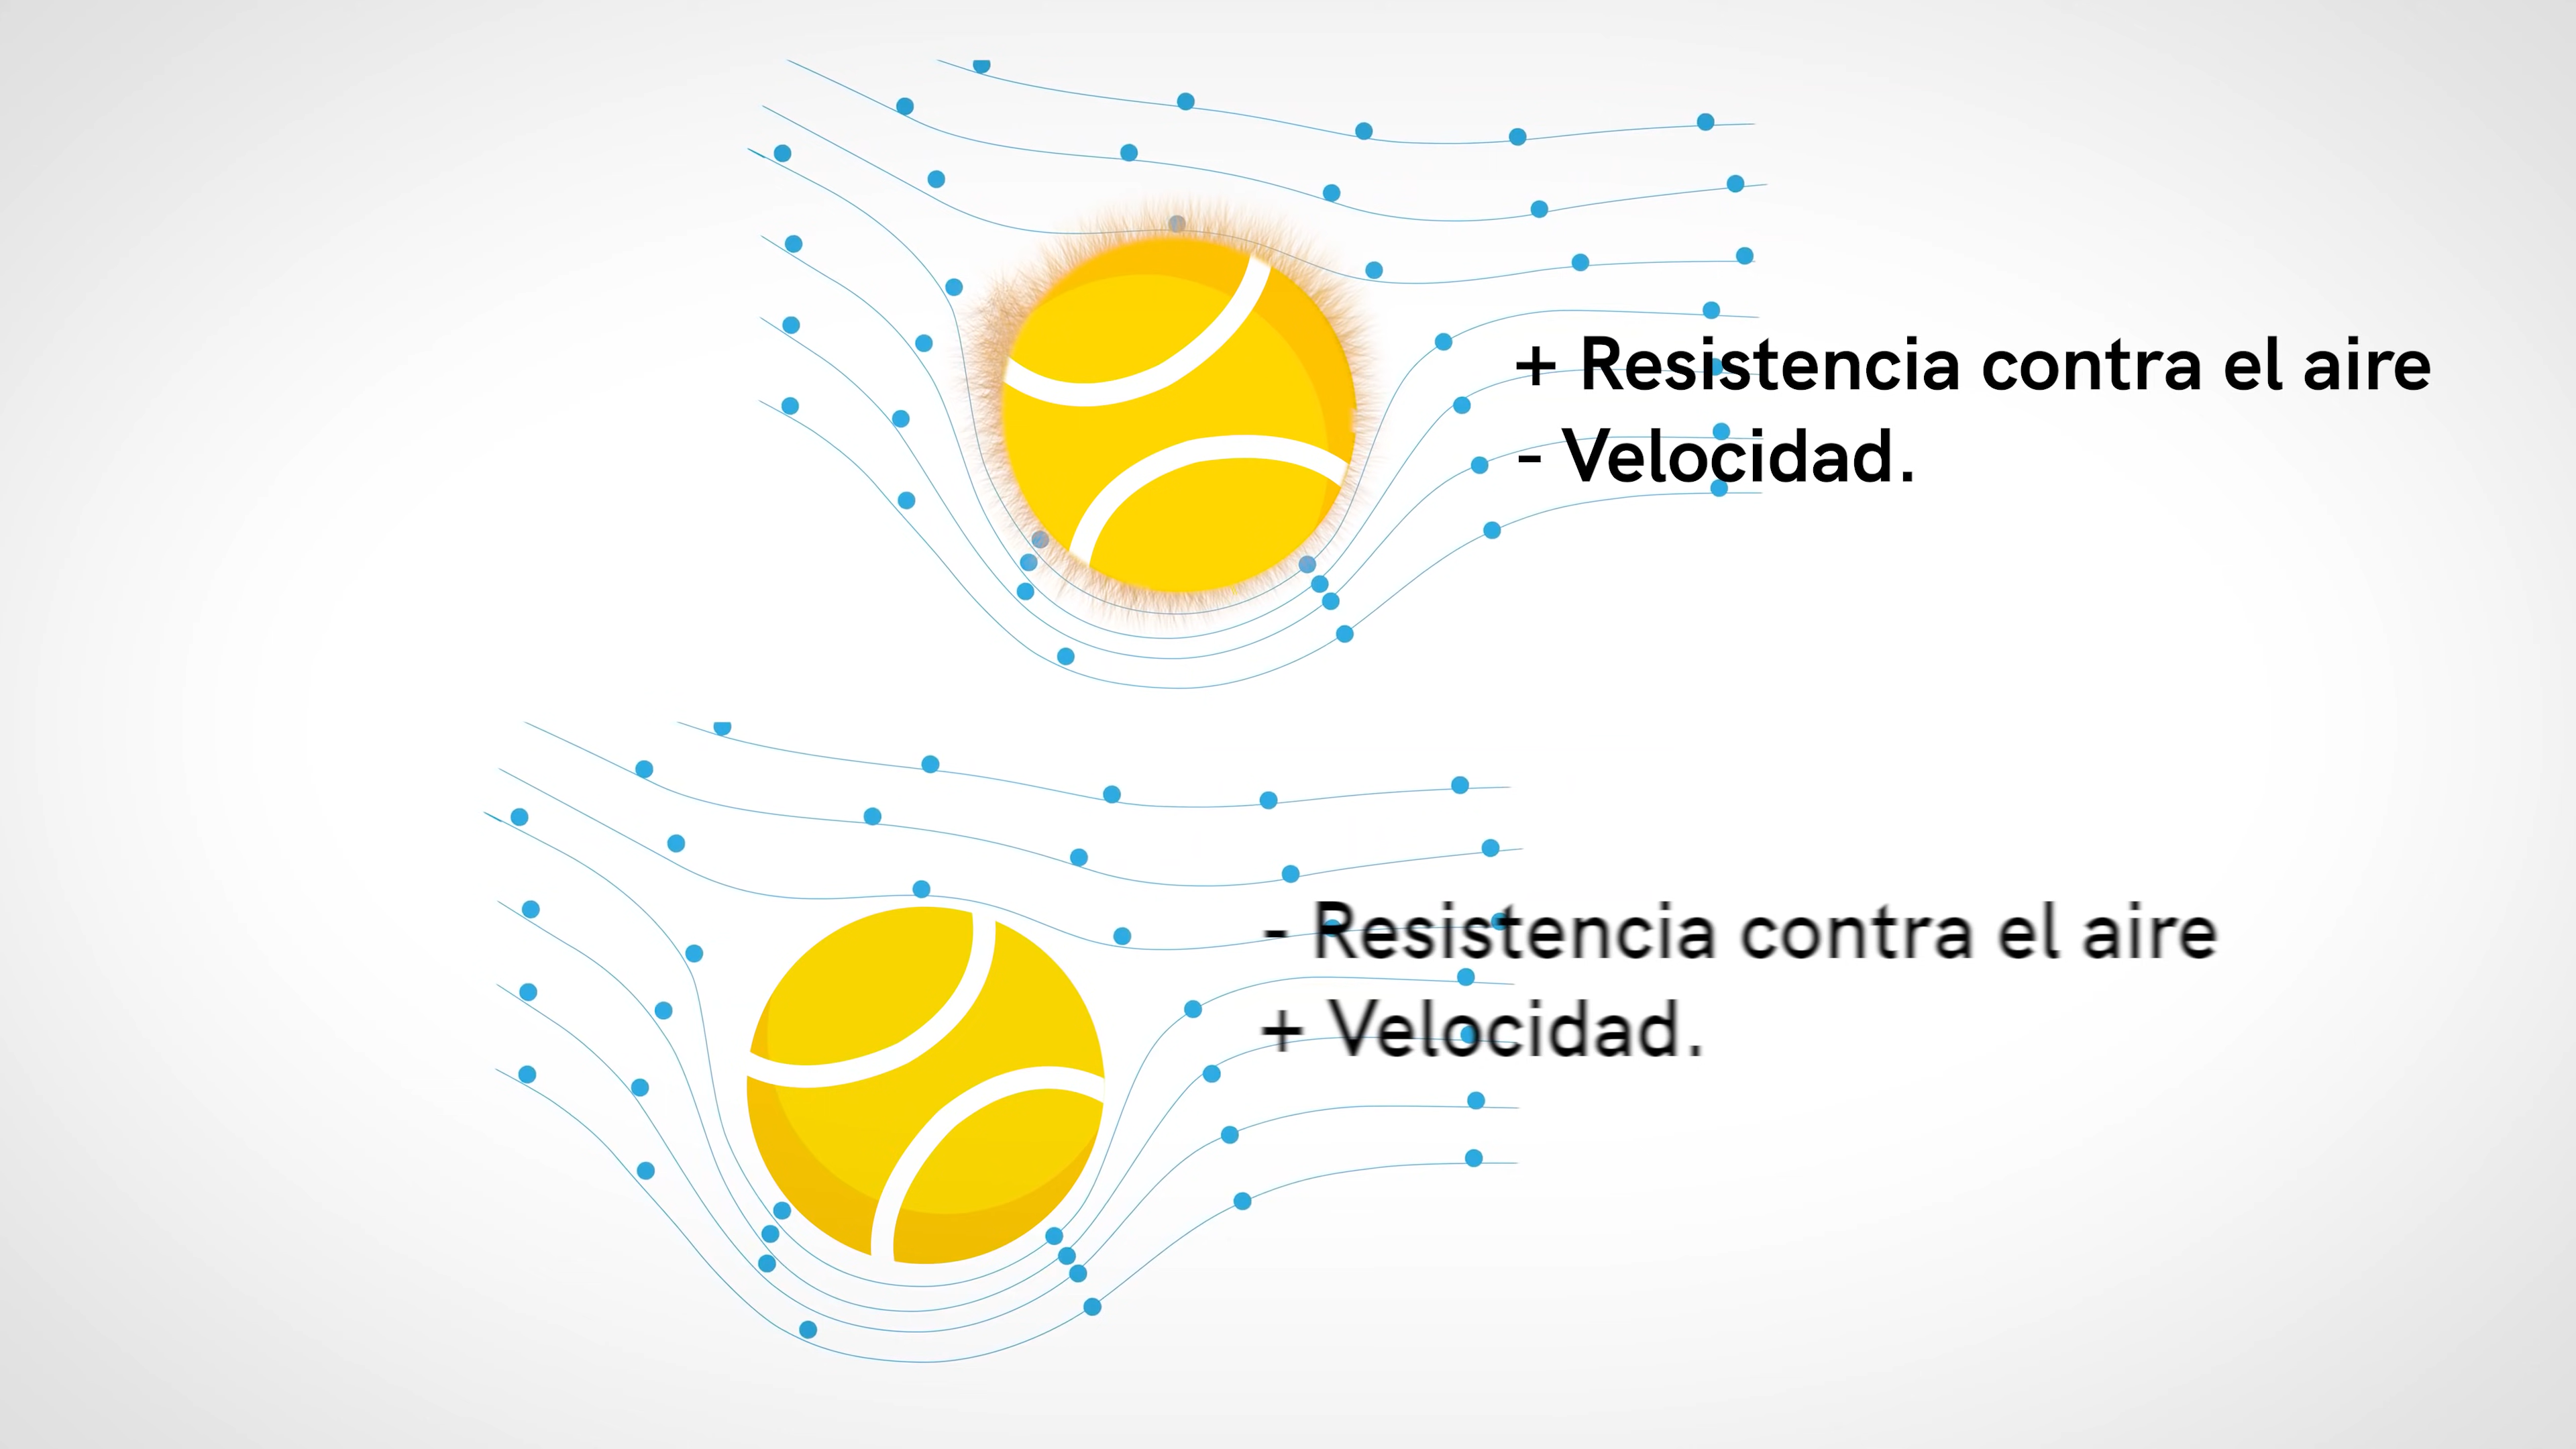 + Resistencia contra el aire
- Velocidad.
- Resistencia contra el aire
+ Velocidad.